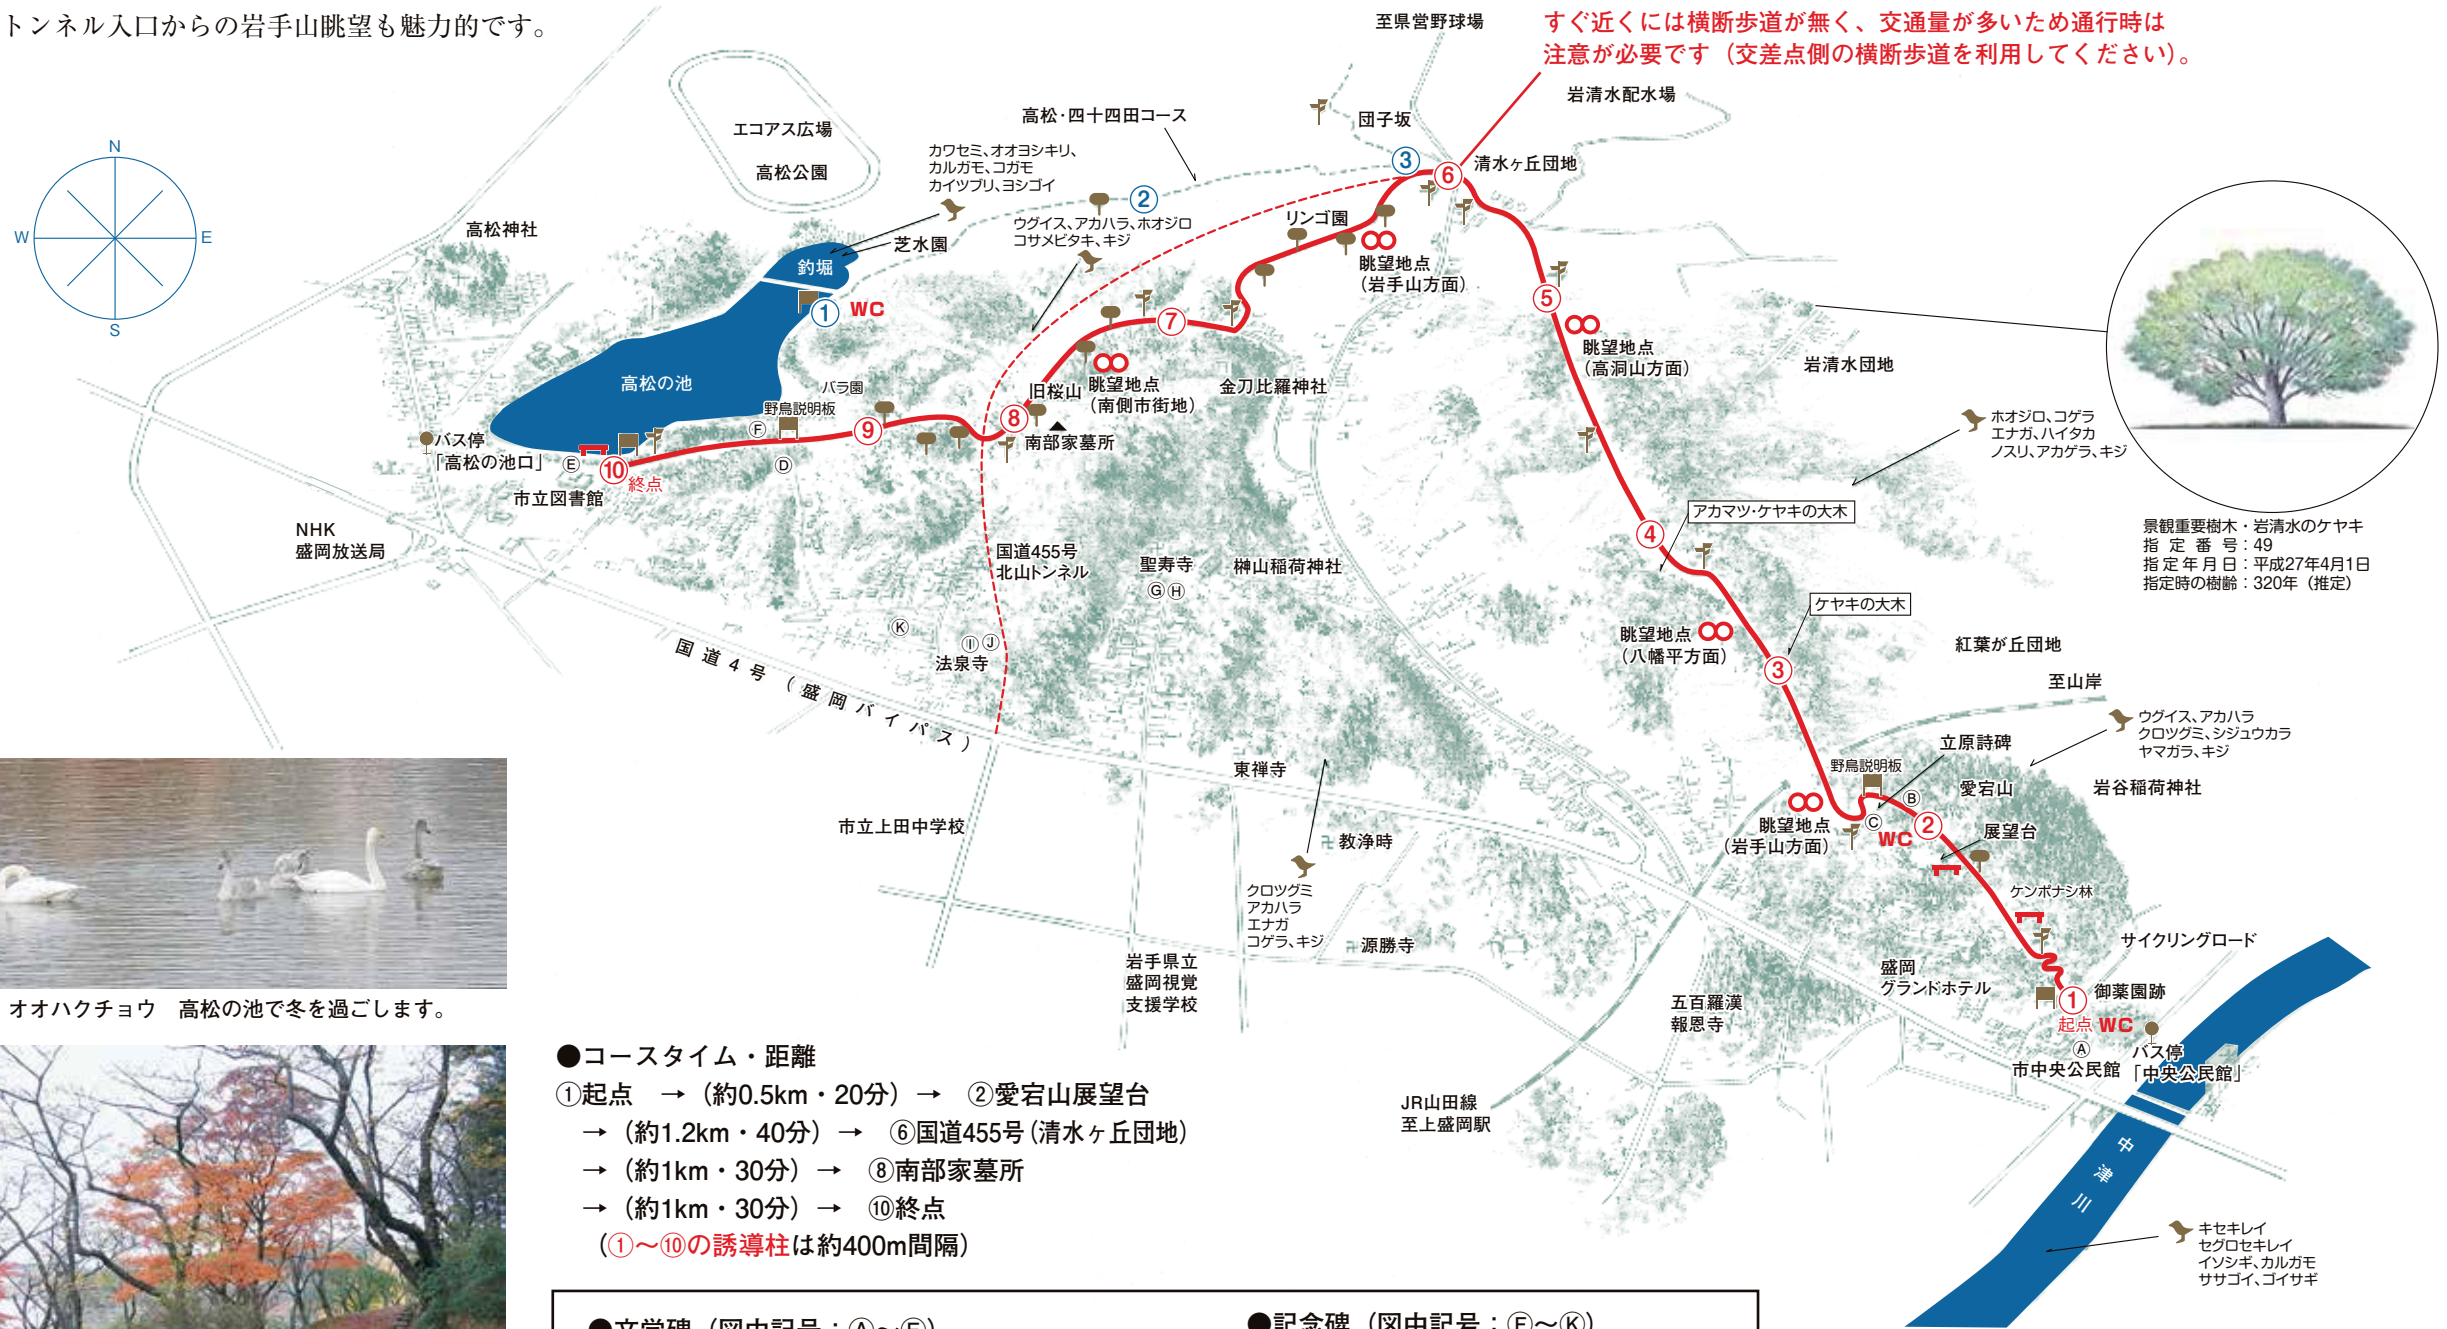 トンネル入口からの岩手山眺望も魅力的です。
すぐ近くには横断歩道が無く、交通量が多いため通行時は
注意が必要です（交差点側の横断歩道を利用してください）。
至県営野球場
岩清水配水場
団子坂
高松・四十四田コース
エコアス広場
高松公園
カワセミ、オオヨシキリ、
カルガモ、コガモ
カイツブリ、ヨシゴイ
③
⑥
清水ヶ丘団地
N
W
E
S
②
ウグイス、アカハラ、ホオジロ
コサメビタキ、キジ
リンゴ園
高松神社
芝水園
釣堀
眺望地点
（岩手山方面）
① WC
⑦
⑤
眺望地点
（高洞山方面）
岩清水団地
高松の池
バラ園
旧桜山
眺望地点
（南側市街地）
金刀比羅神社
野鳥説明板
Ⓕ
⑨
⑧
南部家墓所
バス停
「高松の池口」
Ⓔ
⑩
終点
Ⓓ
市立図書館
ホオジロ、コゲラ
エナガ、ハイタカ
ノスリ、アカゲラ、キジ
NHK
盛岡放送局
アカマツ・ケヤキの大木
④
景観重要樹木・岩清水のケヤキ
指定番号：49
指定年月日：平成27年4月1日
指定時の樹齢：320年（推定）
国道455号
北山トンネル
聖寿寺
Ⓖ Ⓗ
榊山稲荷神社
ケヤキの大木
Ⓚ
Ⓘ Ⓙ
法泉寺
国道4号（盛岡バイパス）
眺望地点
（八幡平方面）
③
紅葉が丘団地
至山岸
ウグイス、アカハラ
クロツグミ、シジュウカラ
ヤマガラ、キジ
立原詩碑
野鳥説明板
Ⓑ
愛宕山
岩谷稲荷神社
東禅寺
市立上田中学校
眺望地点
（岩手山方面）
Ⓒ
WC
②
展望台
卍教浄時
クロツグミ
アカハラ
エナガ
コゲラ、キジ
卍源勝寺
ケンポナシ林
サイクリングロード
岩手県立
盛岡視覚
支援学校
盛岡
グランドホテル
① 御薬園跡
起点 WC
五百羅漢
報恩寺
Ⓐ
市中央公民館
バス停
「中央公民館」
JR山田線
至上盛岡駅
中津川
キセキレイ
セグロセキレイ
イソシギ、カルガモ
ササゴイ、ゴイサギ
オオハクチョウ　高松の池で冬を過ごします。
●コースタイム・距離
①起点　→（約0.5km・20分）→　②愛宕山展望台
→（約1.2km・40分）→　⑥国道455号（清水ヶ丘団地）
→（約1km・30分）→　⑧南部家墓所
→（約1km・30分）→　⑩終点
（①～⑩の誘導柱は約400m間隔）
●文学碑（図中記号：Ⓐ～Ⓔ）
●記念碑（図中記号：Ⓕ～Ⓚ）